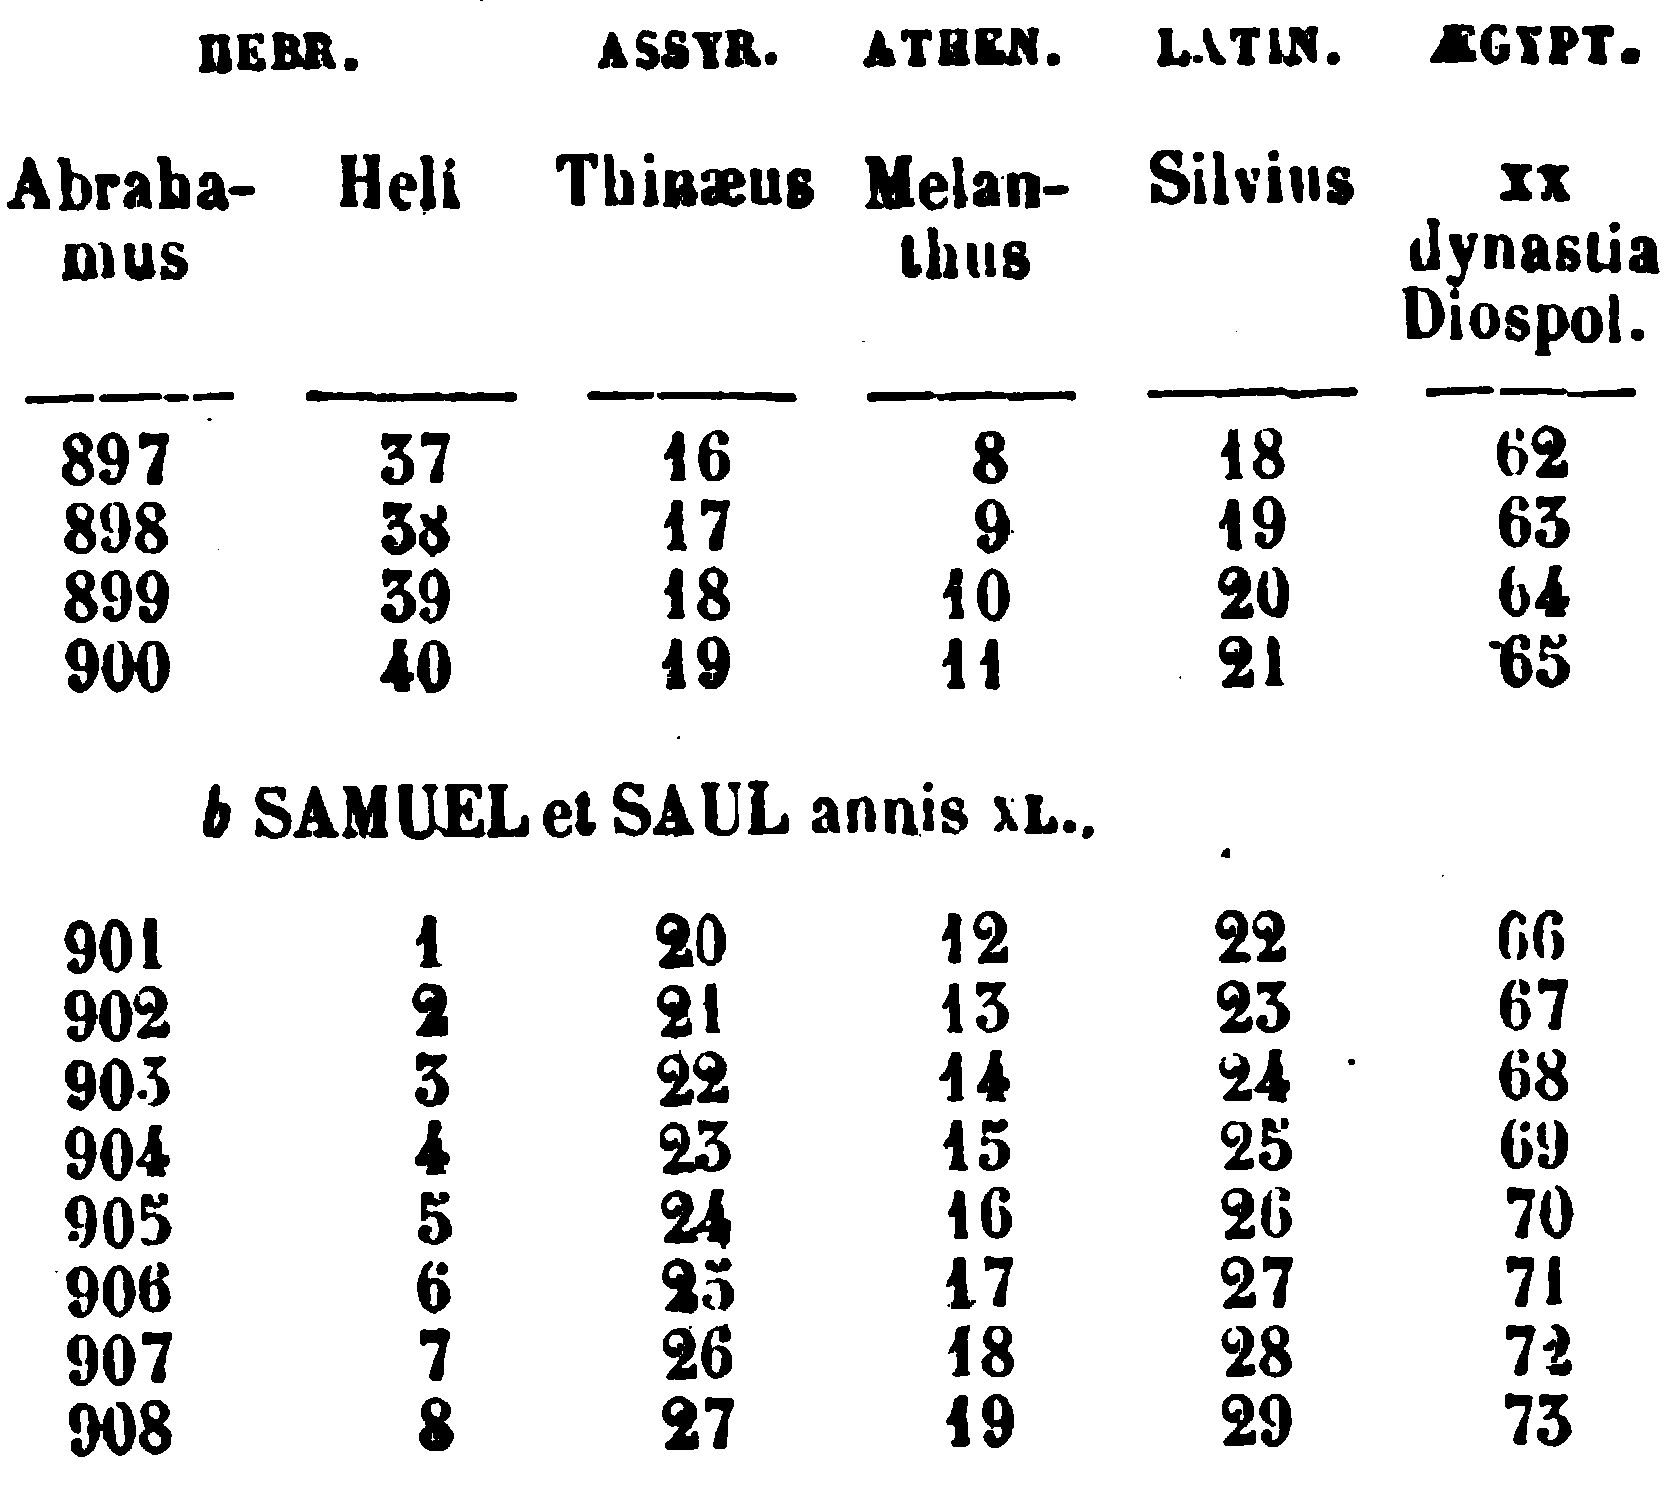 HEBR. ASSYR. ATHEN. LATIN. ÆGYPT.
Abraha- Heli Thinæus Melan- Silvius XX
mus thus dynastia
Diospol.
897 37 16 8 18 62
898 38 17 9 19 63
899 39 18 10 20 64
900 40 19 11 21 65
b SAMUEL et SAUL annis XL.,
901 1 20 12 22 66
902 2 21 13 23 67
903 3 22 14 24 68
904 4 23 15 25 69
905 5 24 16 26 70
906 6 25 17 27 71
907 7 26 18 28 72
908 8 27 19 29 73